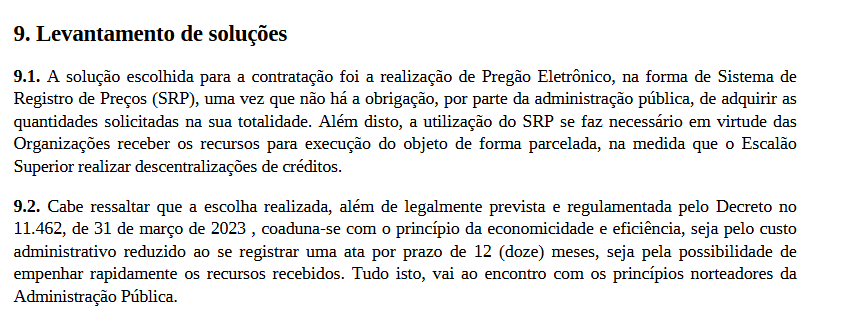 9. Levantamento de soluções
9.1. A solução escolhida para a contratação foi a realização de Pregão Eletrônico, na forma de Sistema de
Registro de Preços (SRP), uma vez que não há a obrigação, por parte da administração pública, de adquirir as
quantidades solicitadas na sua totalidade. Além disto, a utilização do SRP se faz necessário em virtude das
Organizações receber os recursos para execução do objeto de forma parcelada, na medida que o Escalão
Superior realizar descentralizações de créditos.
9.2. Cabe ressaltar que a escolha realizada, além de legalmente prevista e regulamentada pelo Decreto no
11.462, de 31 de março de 2023 , coaduna-se com o princípio da economicidade e eficiência, seja pelo custo
administrativo reduzido ao se registrar uma ata por prazo de 12 (doze) meses, seja pela possibilidade de
empenhar rapidamente os recursos recebidos. Tudo isto, vai ao encontro com os princípios norteadores da
Administração Pública.